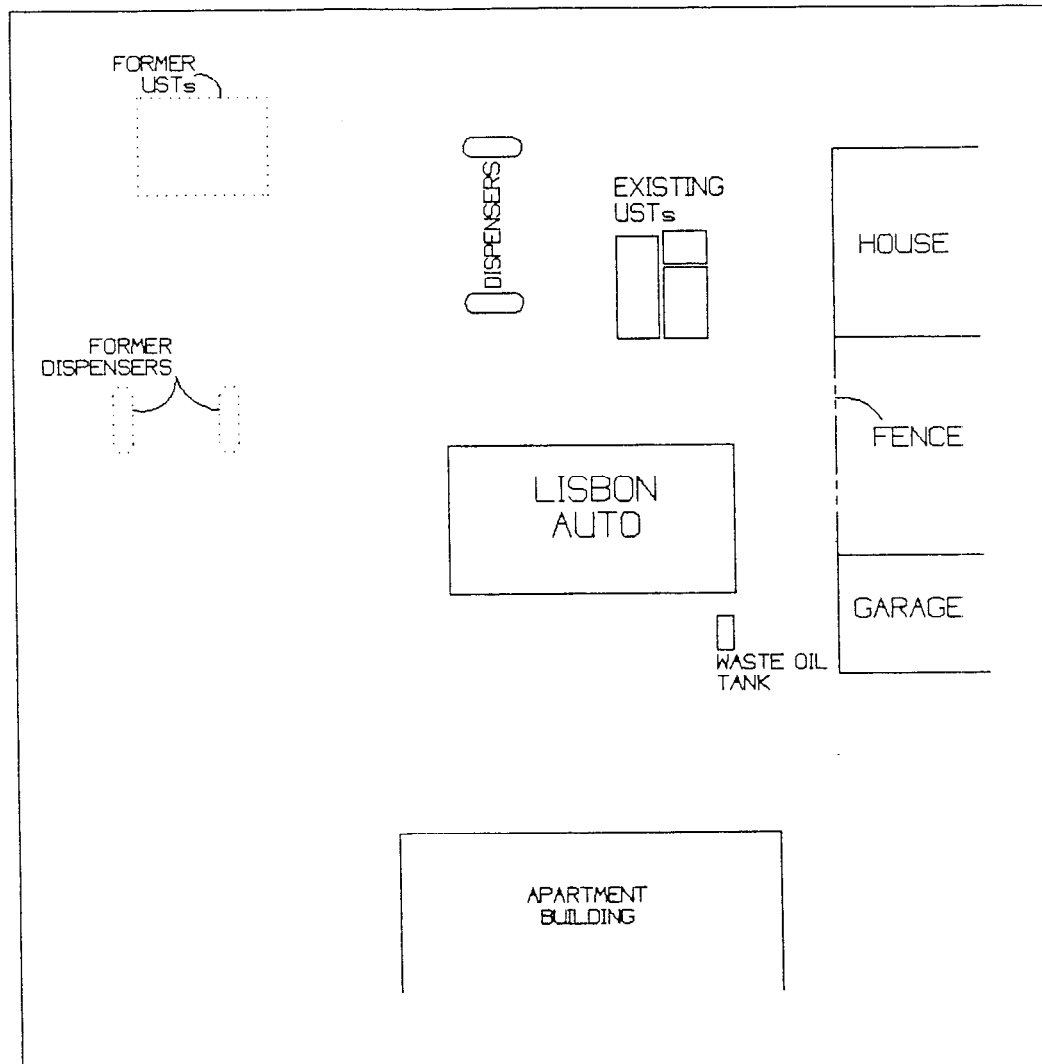 FORMER
USTs
DISPENSERS
EXISTING
USTs
HOUSE
FORMER
DISPENSERS
FENCE
LISBON
AUTO
GARAGE
WASTE OIL
TANK
APARTMENT
BUILDING